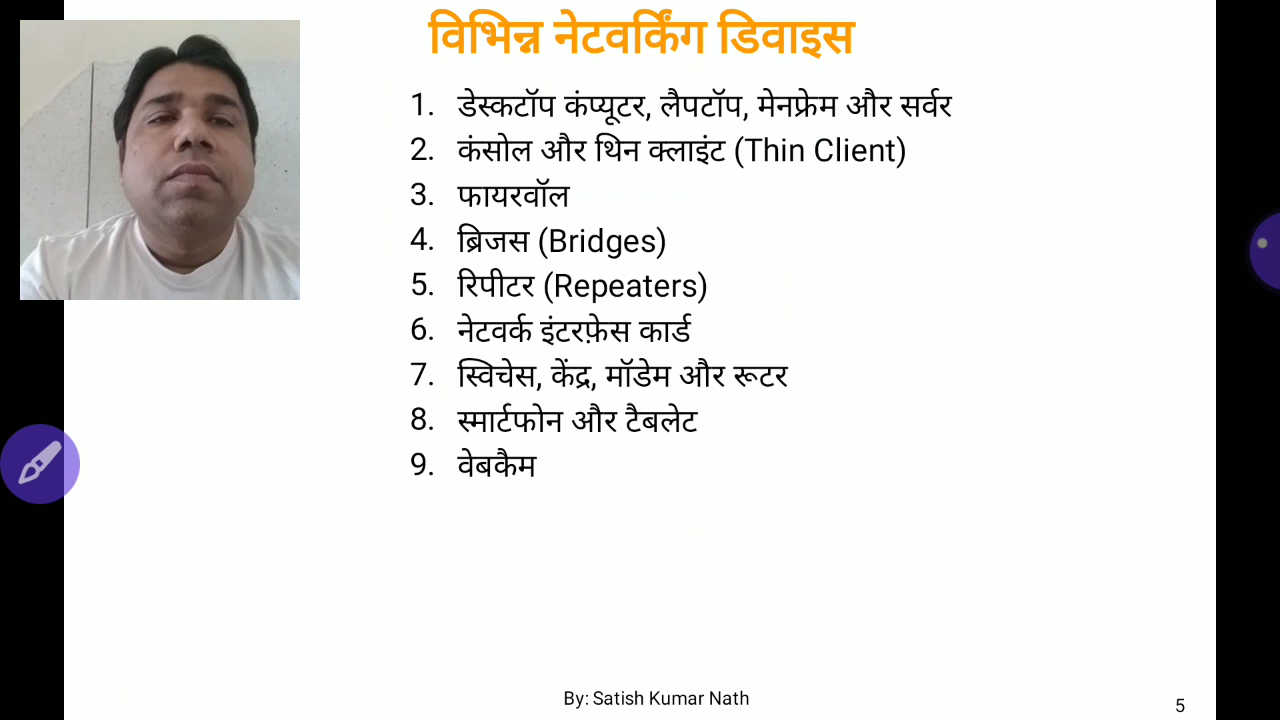 विभिन्न नेटवर्किंग डिवाइस
1. डेस्कटॉप कंप्यूटर, लैपटॉप, मेनफ्रेम और सर्वर
2. कंसोल और थिन क्लाइंट (Thin Client)
3. फायरवॉल
4. ब्रिजस (Bridges)
5. रिपीटर (Repeaters)
6. नेटवर्क इंटरफ़ेस कार्ड
7. स्विचेस, केंद्र, मॉडेम और रूटर
8. स्मार्टफोन और टैबलेट
9. वेबकैम
By: Satish Kumar Nath
5